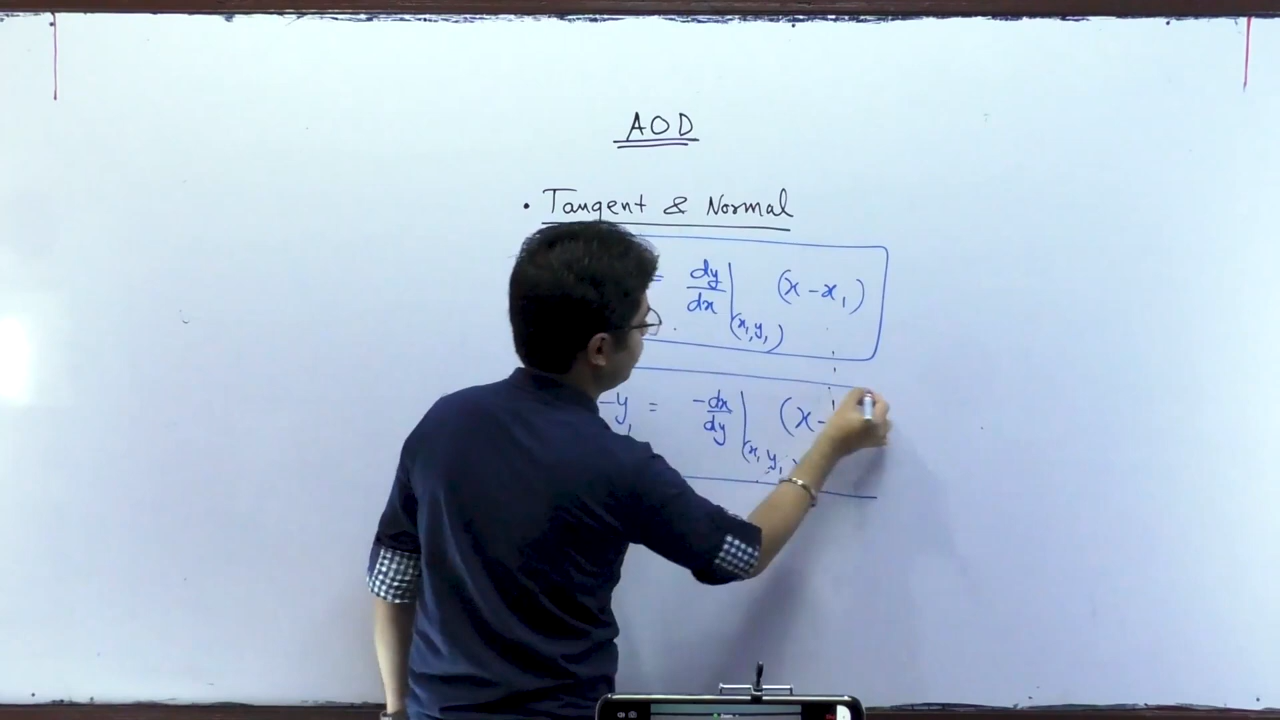 AOD
• Tangent & Normal
= dy/dx |(x₁, y₁) (x - x₁)
-y₁ = -dx/dy |(x₁, y₁ (x -